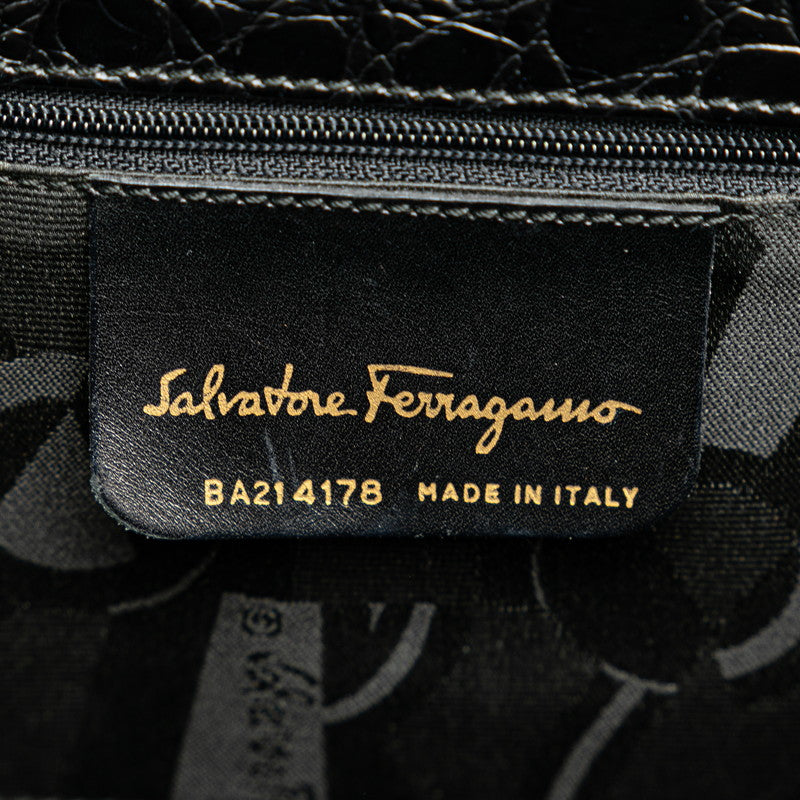 Salvatore Ferragamo
BA214178 MADE IN ITALY